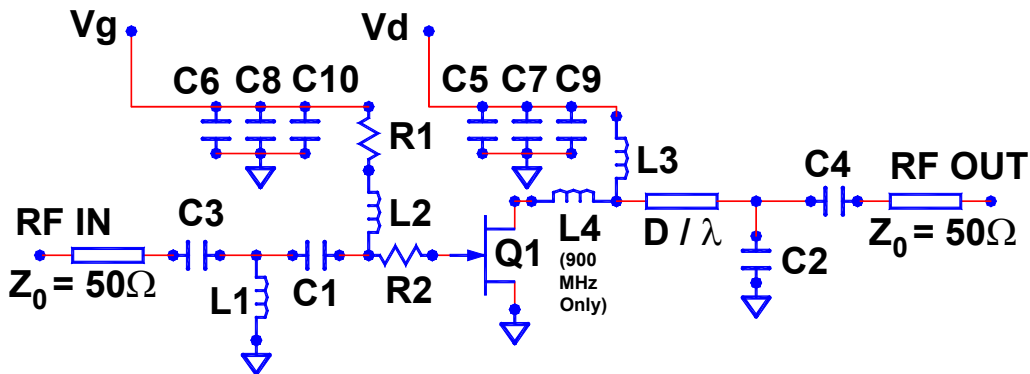 Vg
Vd
C6 C8 C10
C5 C7 C9
R1
L3
C4
RF OUT
RF IN
C3
L2
Q1
L4
(900
MHz
Only)
D / λ
Z0 = 50Ω
Z0 = 50Ω
L1
C1
R2
C2